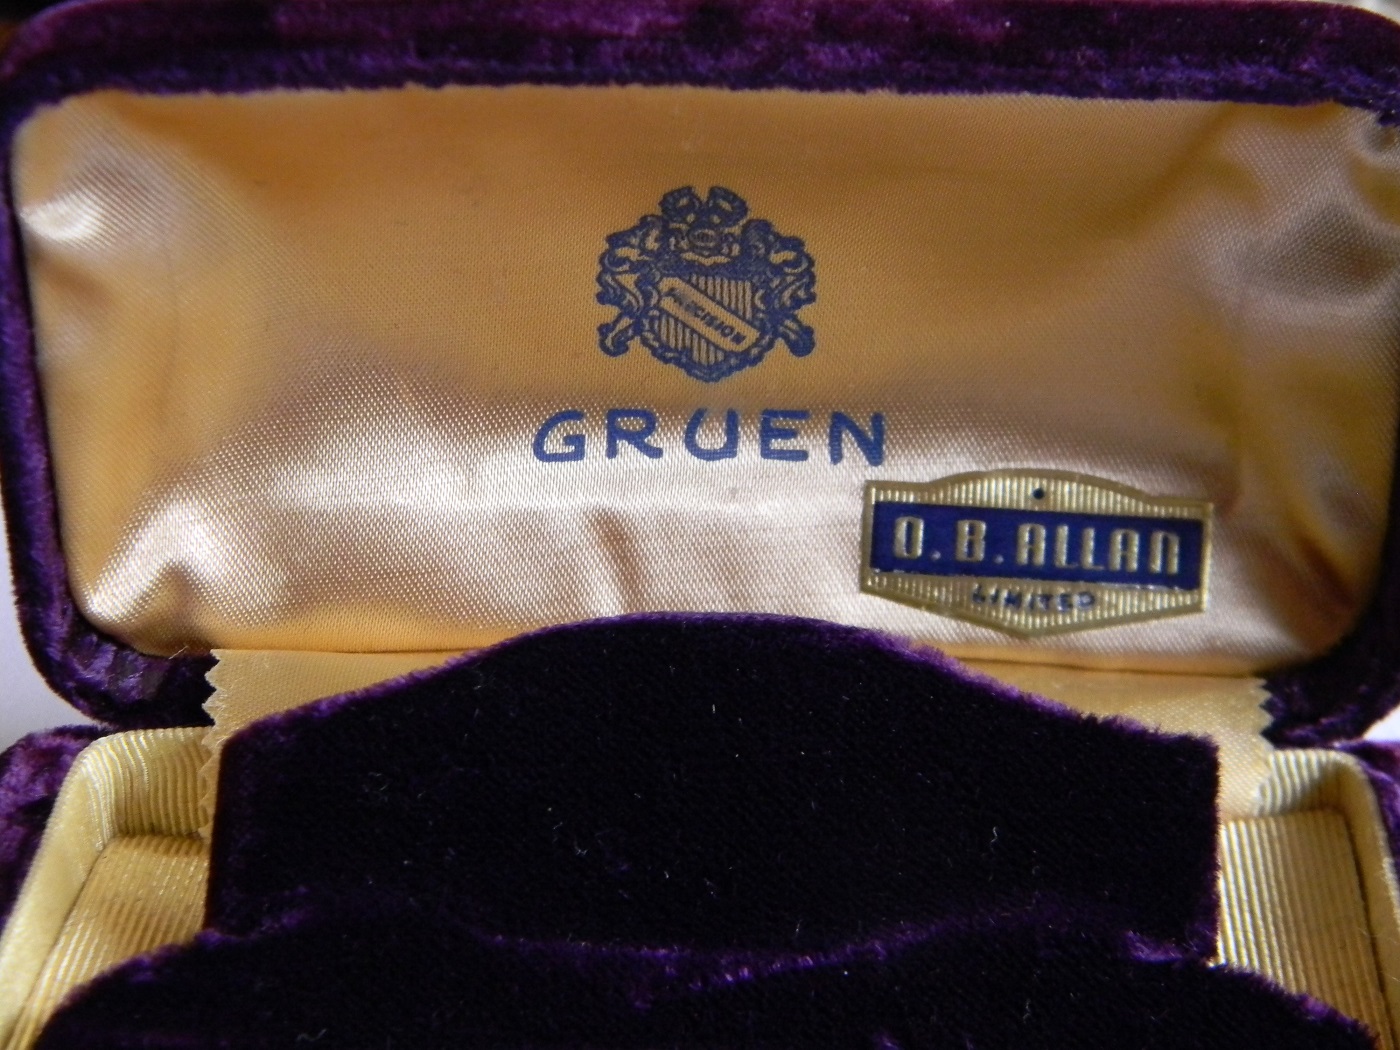 PRECISION
GRUEN
O. B. ALLAN
LIMITED